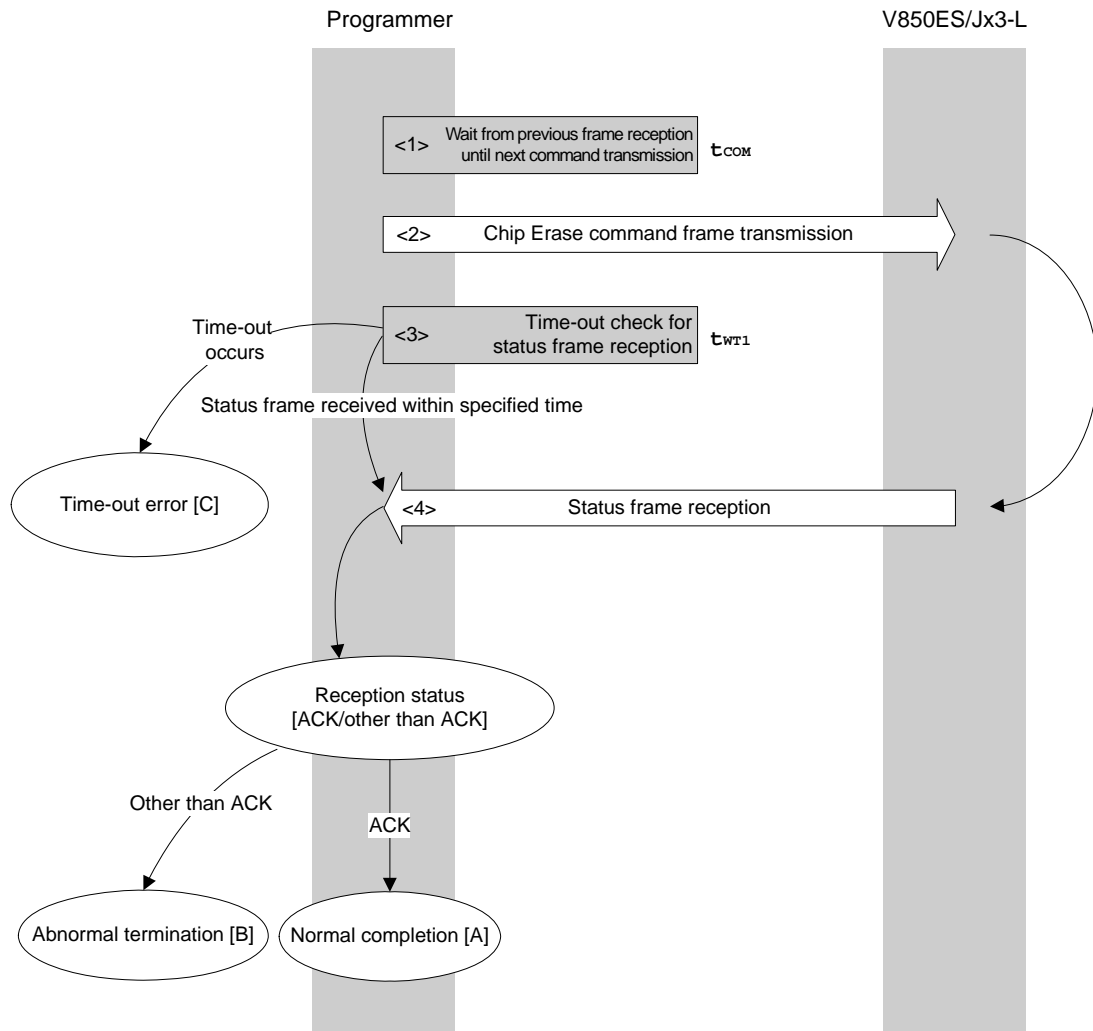 Programmer
V850ES/Jx3-L
<1> Wait from previous frame reception
until next command transmission
tCOM
<2> Chip Erase command frame transmission
<3> Time-out check for
status frame reception
tWT1
Time-out
occurs
Status frame received within specified time
Time-out error [C]
<4> Status frame reception
Reception status
[ACK/other than ACK]
Other than ACK
ACK
Abnormal termination [B]
Normal completion [A]